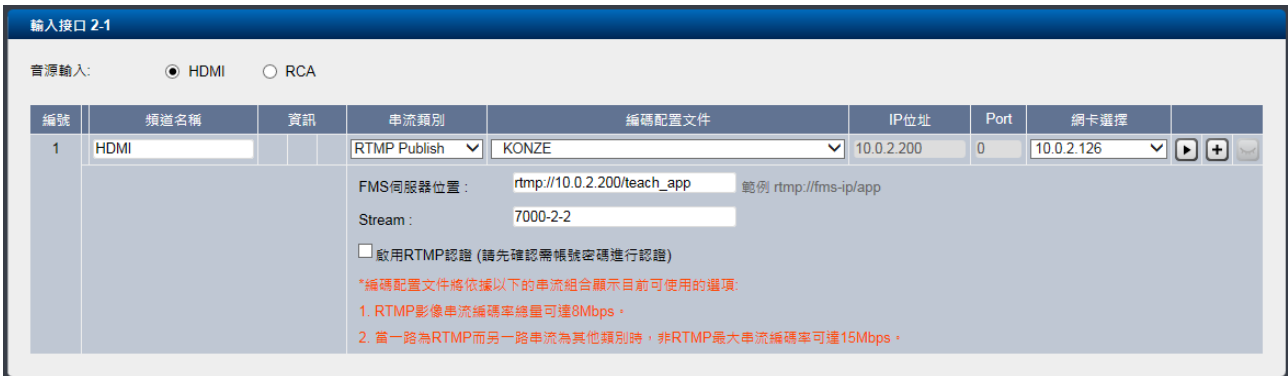 輸入接口 2-1
音源輸入: HDMI RCA
編號 頻道名稱 資訊 串流類別 編碼配置文件 IP位址 Port 網卡選擇
1 HDMI RTMP Publish KONZE 10.0.2.200 0 10.0.2.126
FMS伺服器位置 : rtmp://10.0.2.200/teach_app 範例 rtmp://fms-ip/app
Stream : 7000-2-2
啟用RTMP認證 (請先確認需帳號密碼進行認證)
*編碼配置文件將依據以下的串流組合顯示目前可使用的選項:
1. RTMP影像串流編碼率總量可達8Mbps。
2. 當一路為RTMP而另一路串流為其他類別時，非RTMP最大串流編碼率可達15Mbps。